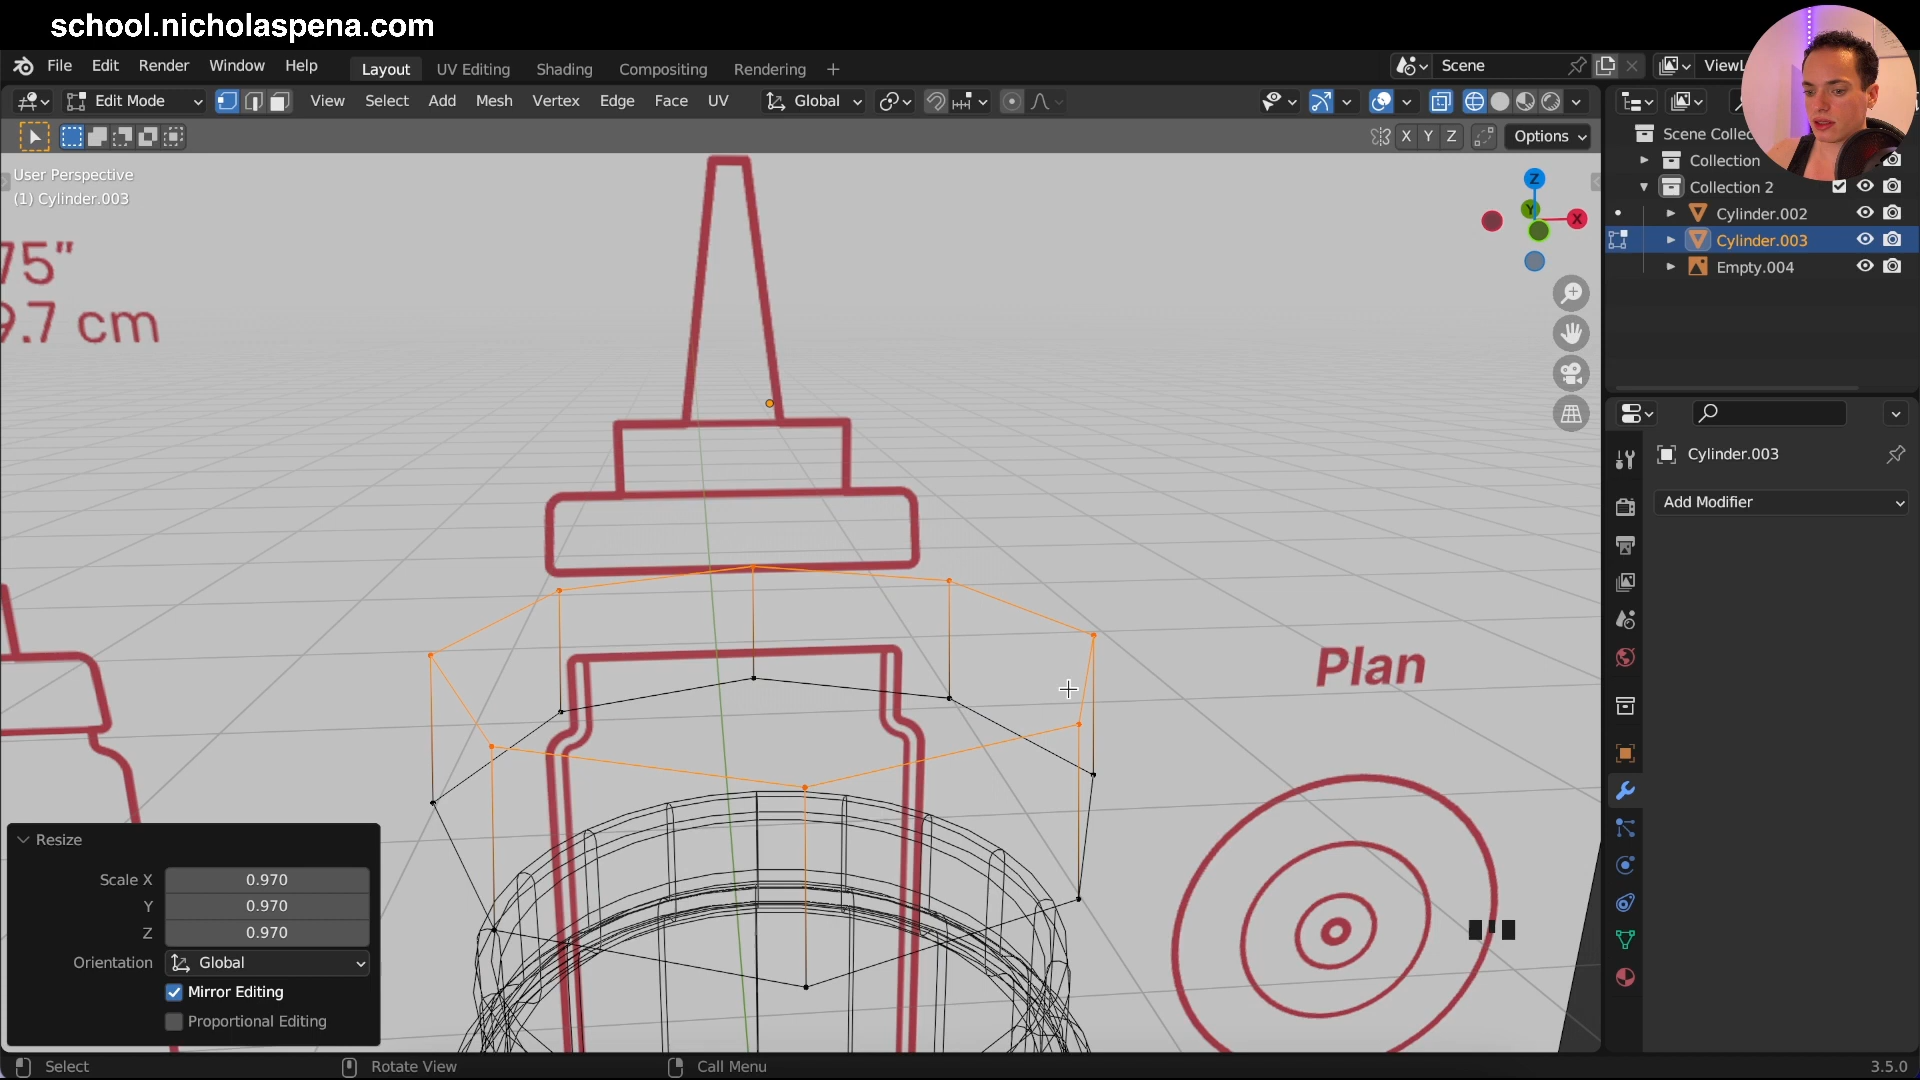 school.nicholaspena.com
File Edit Render Window Help Layout UV Editing Shading Compositing Rendering + Scene ViewL
Edit Mode View Select Add Mesh Vertex Edge Face UV Global
X Y Z Options
User Perspective
(1) Cylinder.003
75"
9.7 cm
Plan
Z
Y
X
Scene Collec
Collection
Collection 2
Cylinder.002
Cylinder.003
Empty.004
Cylinder.003
Add Modifier
Resize
Scale X 0.970
Y 0.970
Z 0.970
Orientation Global
Mirror Editing
Proportional Editing
Select Rotate View Call Menu 3.5.0